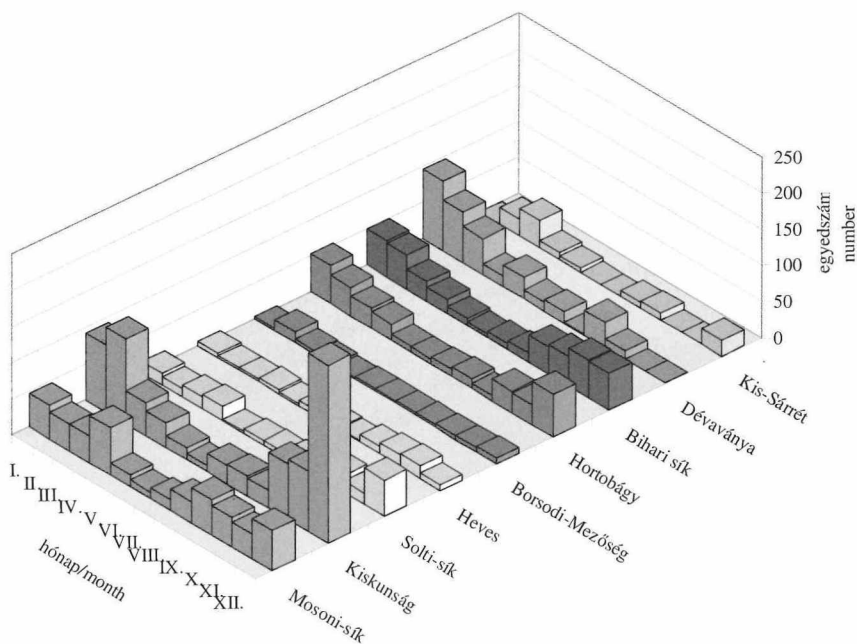 250
200
150
100
50
0
egyedszám
number
Kis-Sárrét
Dévaványa
Bihari sík
Hortobágy
Borsodi-Mezőség
Heves
Solti-sík
Kiskunság
Mosoni-sík
I.
II
III
IV.
V
VI.
VII.
VIII
IX.
X
XI.
XII.
hónap/month